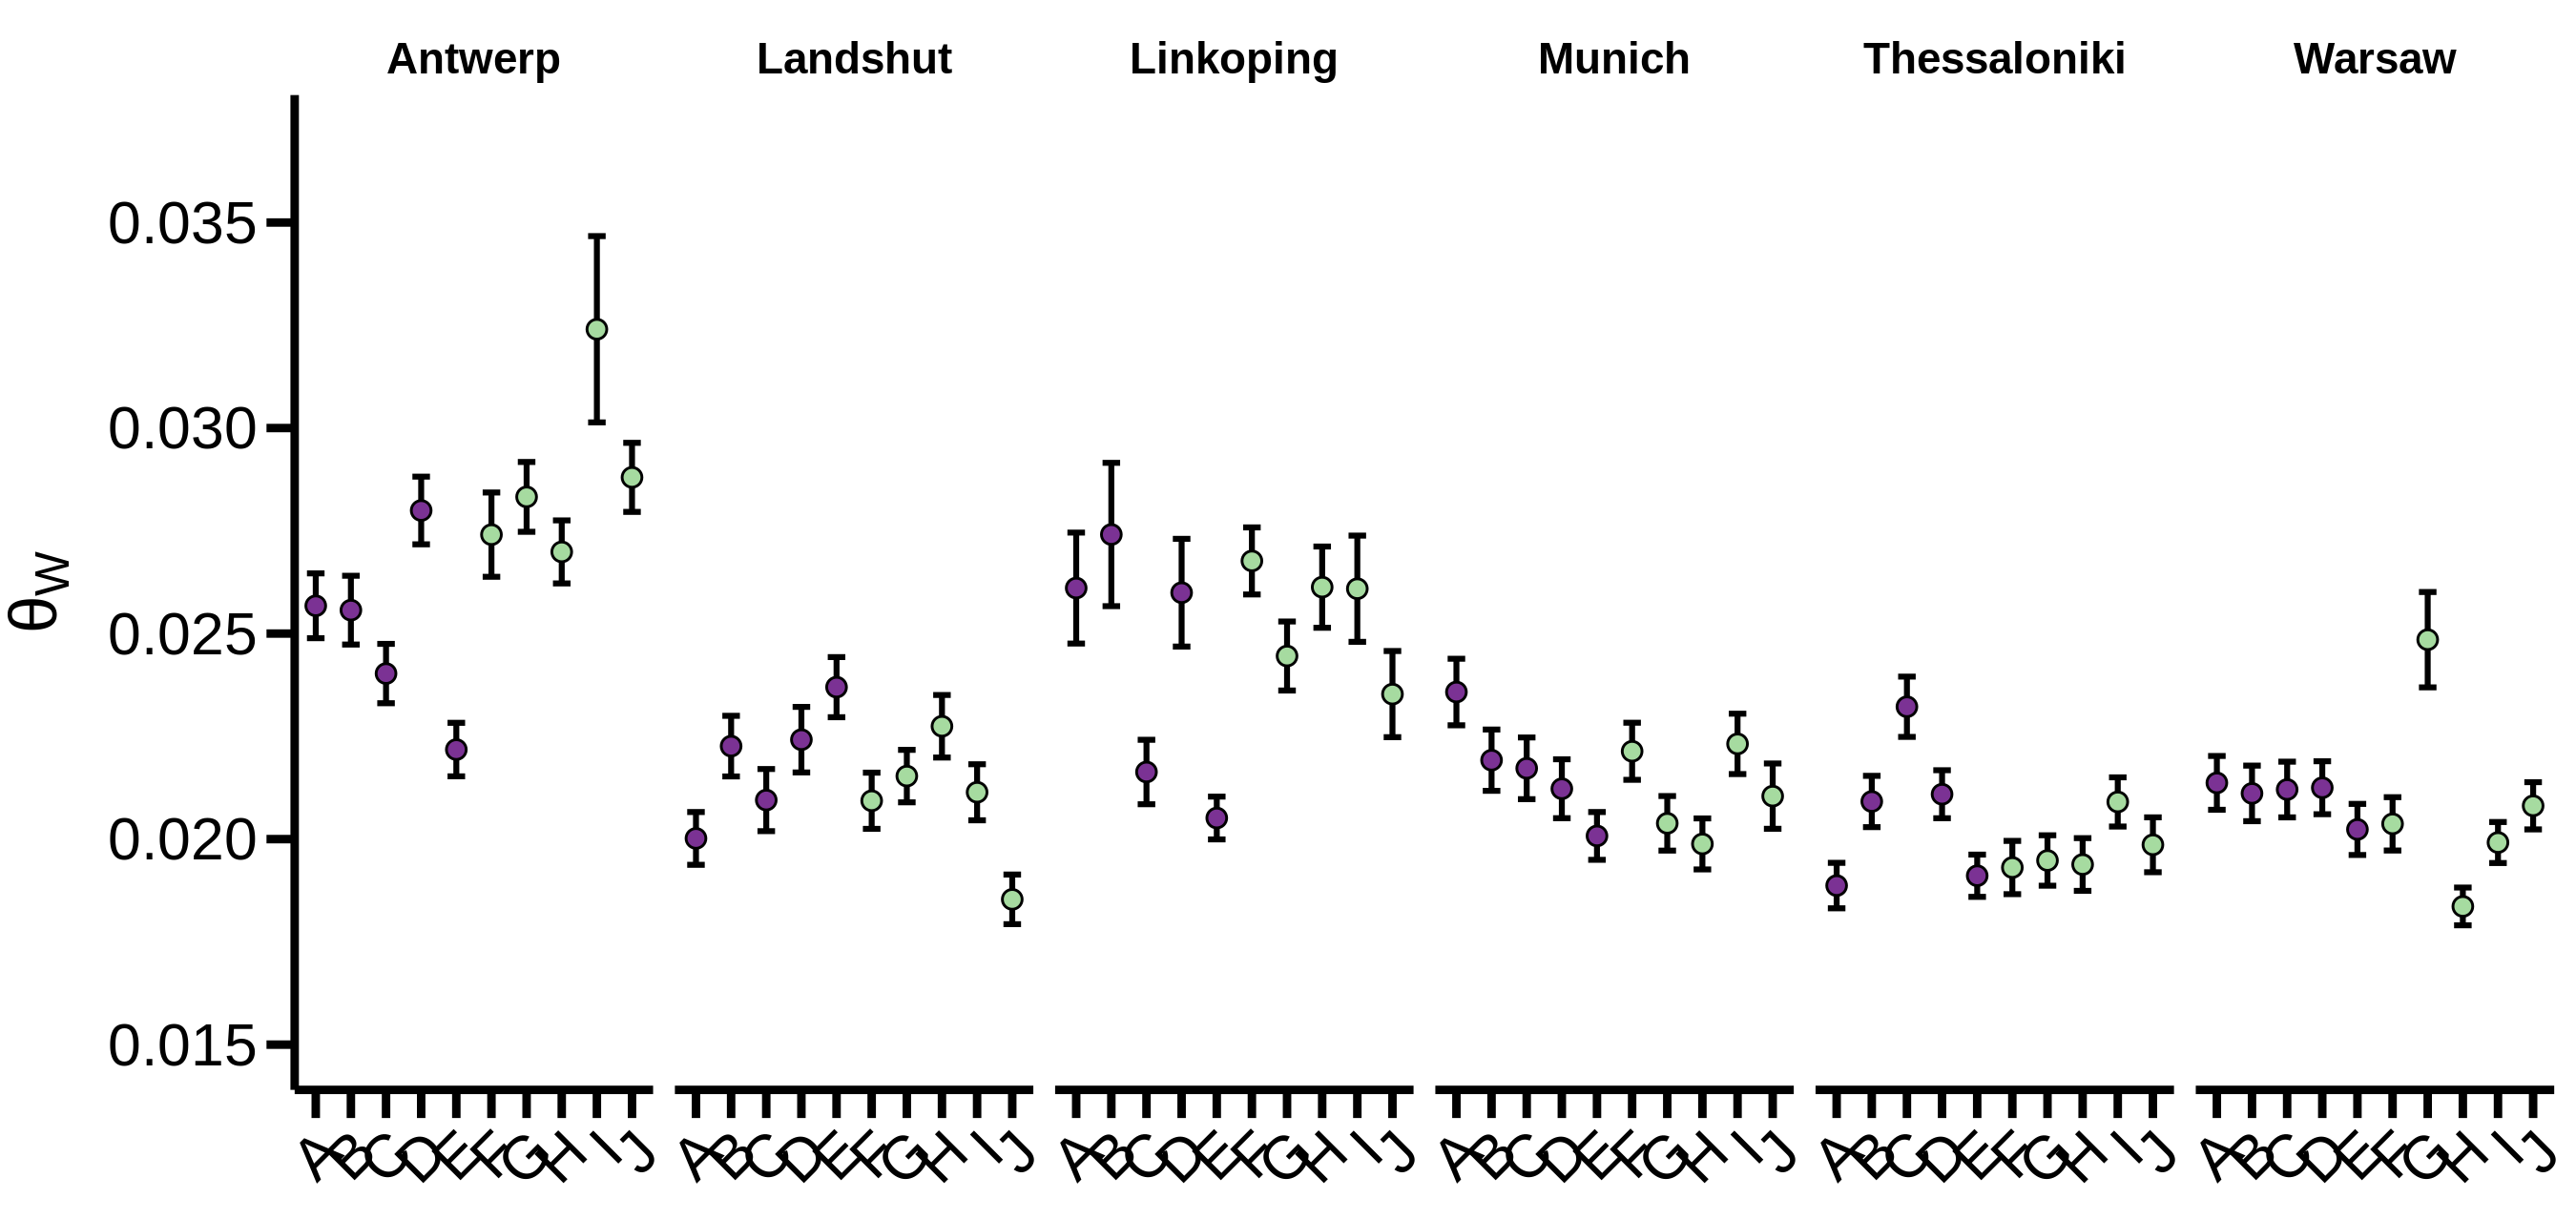 Antwerp Landshut Linkoping Munich Thessaloniki Warsaw
0.035
0.030
0.025
0.020
0.015
θW
A B C D E F G H I J A B C D E F G H I J A B C D E F G H I J A B C D E F G H I J A B C D E F G H I J A B C D E F G H I J